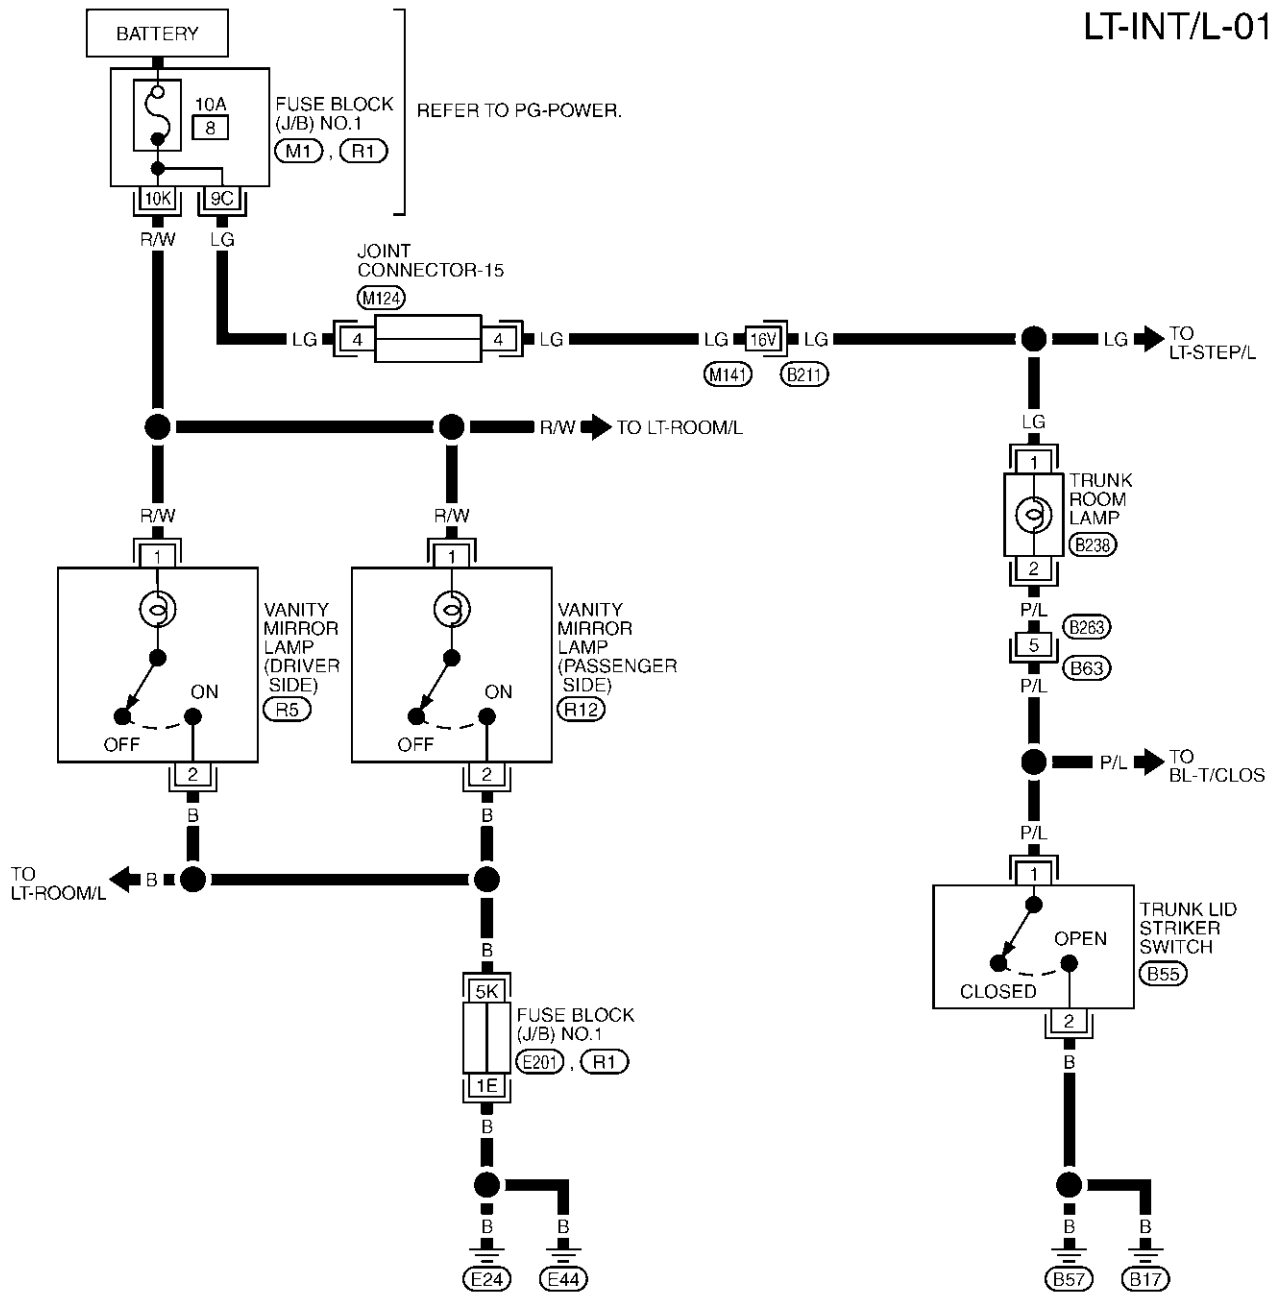 LT-INT/L-01
BATTERY
10A
8
FUSE BLOCK
(J/B) NO.1
M1 , R1
REFER TO PG-POWER.
10K
9C
R/W
LG
JOINT
CONNECTOR-15
M124
LG
4
4
LG
LG
16V
LG
M141
B211
LG
TO
LT-STEP/L
R/W
TO LT-ROOM/L
LG
1
TRUNK
ROOM
LAMP
B238
2
R/W
R/W
1
1
VANITY
MIRROR
LAMP
(DRIVER
SIDE)
R5
ON
OFF
VANITY
MIRROR
LAMP
(PASSENGER
SIDE)
R12
ON
OFF
P/L
B263
5
B63
P/L
2
2
P/L
TO
BL-T/CLOS
B
B
P/L
TO
LT-ROOM/L
B
1
TRUNK LID
STRIKER
SWITCH
B55
OPEN
CLOSED
B
5K
FUSE BLOCK
(J/B) NO.1
E201 , R1
1E
2
B
B
B
B
B
B
E24
E44
B57
B17